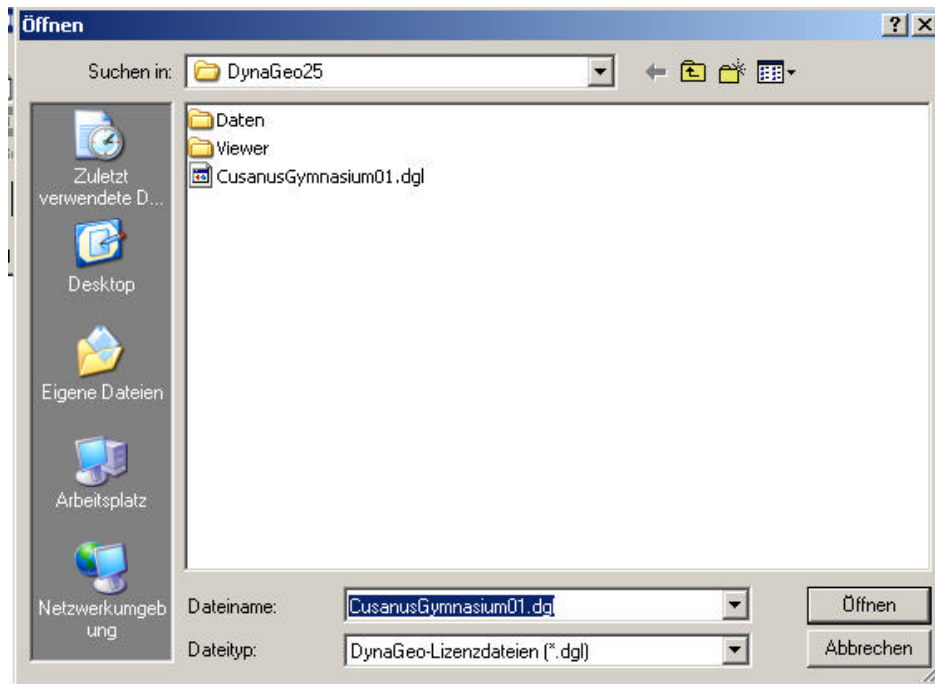 Öffnen
Suchen in:
DynaGeo25
Daten
Viewer
CusanusGymnasium01.dgl
Zuletzt
verwendete D...
Desktop
Eigene Dateien
Arbeitsplatz
Netzwerkumgeb
ung
Dateiname:
CusanusGymnasium01.dgl
Öffnen
Dateityp:
DynaGeo-Lizenzdateien (*.dgl)
Abbrechen